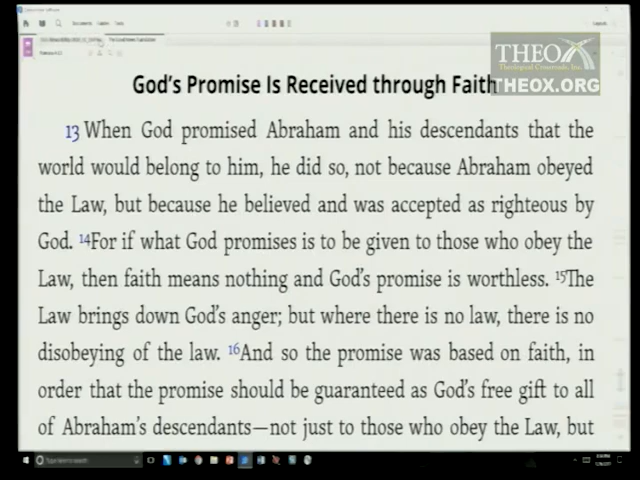 Documents
Layouts
THEOX
Theological Crossroads, Inc.
THEOX.ORG
God's Promise Is Received through Faith
13 When God promised Abraham and his descendants that the
world would belong to him, he did so, not because Abraham obeyed
the Law, but because he believed and was accepted as righteous by
God. 14For if what God promises is to be given to those who obey the
Law, then faith means nothing and God's promise is worthless. 15The
Law brings down God's anger; but where there is no law, there is no
disobeying of the law. 16And so the promise was based on faith, in
order that the promise should be guaranteed as God's free gift to all
of Abraham's descendants—not just to those who obey the Law, but